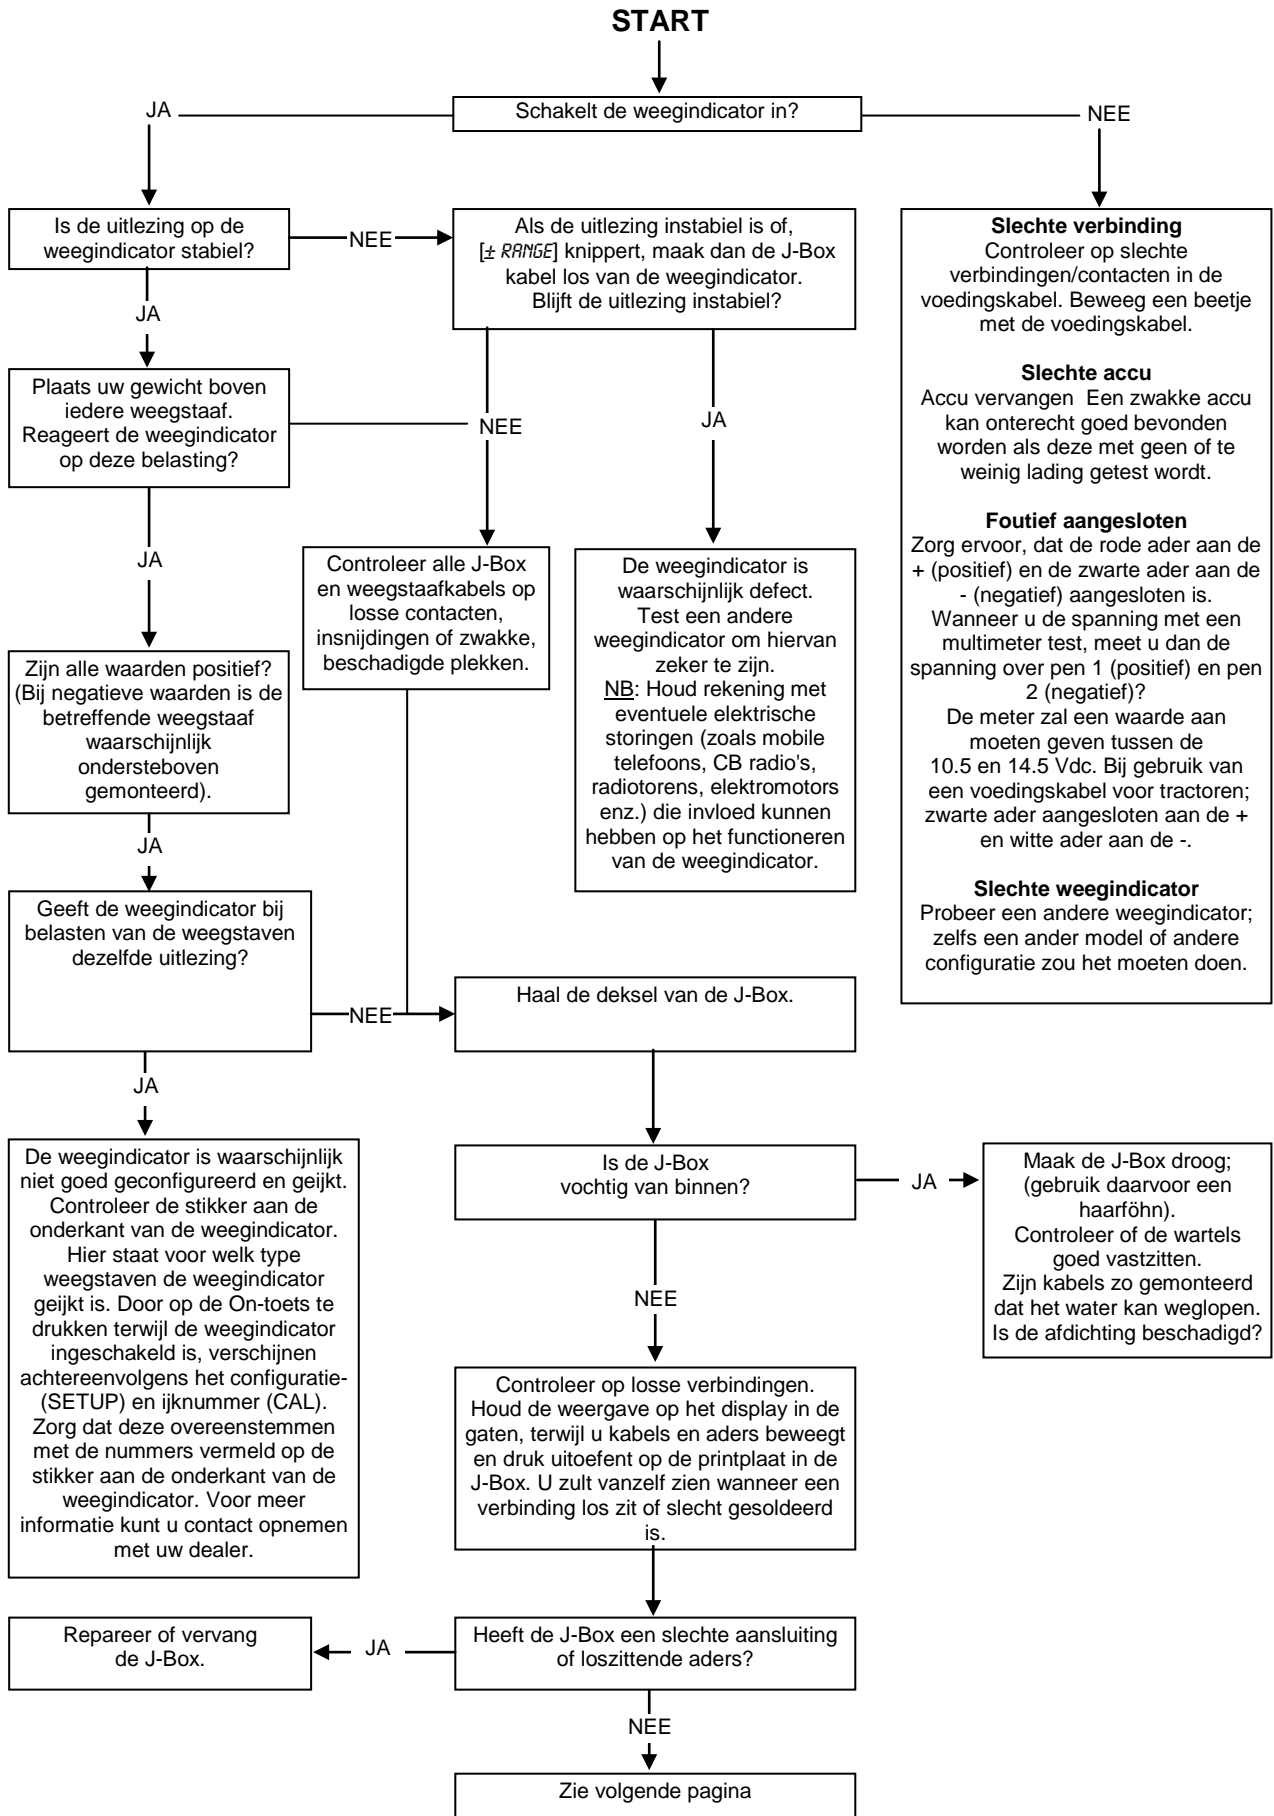 START
Schakelt de weegindicator in?
JA
NEE
Is de uitlezing op de
weegindicator stabiel?
NEE
Als de uitlezing instabiel is of,
[± RANGE] knippert, maak dan de J-Box
kabel los van de weegindicator.
Blijft de uitlezing instabiel?
Slechte verbinding
Controleer op slechte
verbindingen/contacten in de
voedingskabel. Beweeg een beetje
met de voedingskabel.
Slechte accu
Accu vervangen  Een zwakke accu
kan onterecht goed bevonden
worden als deze met geen of te
weinig lading getest wordt.
Foutief aangesloten
Zorg ervoor, dat de rode ader aan de
+ (positief) en de zwarte ader aan de
- (negatief) aangesloten is.
Wanneer u de spanning met een
multimeter test, meet u dan de
spanning over pen 1 (positief) en pen
2 (negatief)?
De meter zal een waarde aan
moeten geven tussen de
10.5 en 14.5 Vdc. Bij gebruik van
een voedingskabel voor tractoren;
zwarte ader aangesloten aan de +
en witte ader aan de -.
Slechte weegindicator
Probeer een andere weegindicator;
zelfs een ander model of andere
configuratie zou het moeten doen.
JA
Plaats uw gewicht boven
iedere weegstaaf.
Reageert de weegindicator
op deze belasting?
NEE
JA
JA
Controleer alle J-Box
en weegstaafkabels op
losse contacten,
insnijdingen of zwakke,
beschadigde plekken.
De weegindicator is
waarschijnlijk defect.
Test een andere
weegindicator om hiervan
zeker te zijn.
NB: Houd rekening met
eventuele elektrische
storingen (zoals mobile
telefoons, CB radio's,
radiotorens, elektromotors
enz.) die invloed kunnen
hebben op het functioneren
van de weegindicator.
Zijn alle waarden positief?
(Bij negatieve waarden is de
betreffende weegstaaf
waarschijnlijk
ondersteboven
gemonteerd).
JA
Geeft de weegindicator bij
belasten van de weegstaven
dezelfde uitlezing?
NEE
Haal de deksel van de J-Box.
JA
De weegindicator is waarschijnlijk
niet goed geconfigureerd en geijkt.
Controleer de stikker aan de
onderkant van de weegindicator.
Hier staat voor welk type
weegstaven de weegindicator
geijkt is. Door op de On-toets te
drukken terwijl de weegindicator
ingeschakeld is, verschijnen
achtereenvolgens het configuratie-
(SETUP) en ijknummer (CAL).
Zorg dat deze overeenstemmen
met de nummers vermeld op de
stikker aan de onderkant van de
weegindicator. Voor meer
informatie kunt u contact opnemen
met uw dealer.
Is de J-Box
vochtig van binnen?
JA
Maak de J-Box droog;
(gebruik daarvoor een
haarföhn).
Controleer of de wartels
goed vastzitten.
Zijn kabels zo gemonteerd
dat het water kan weglopen.
Is de afdichting beschadigd?
NEE
Controleer op losse verbindingen.
Houd de weergave op het display in de
gaten, terwijl u kabels en aders beweegt
en druk uitoefent op de printplaat in de
J-Box. U zult vanzelf zien wanneer een
verbinding los zit of slecht gesoldeerd
is.
Heeft de J-Box een slechte aansluiting
of loszittende aders?
JA
Repareer of vervang
de J-Box.
NEE
Zie volgende pagina